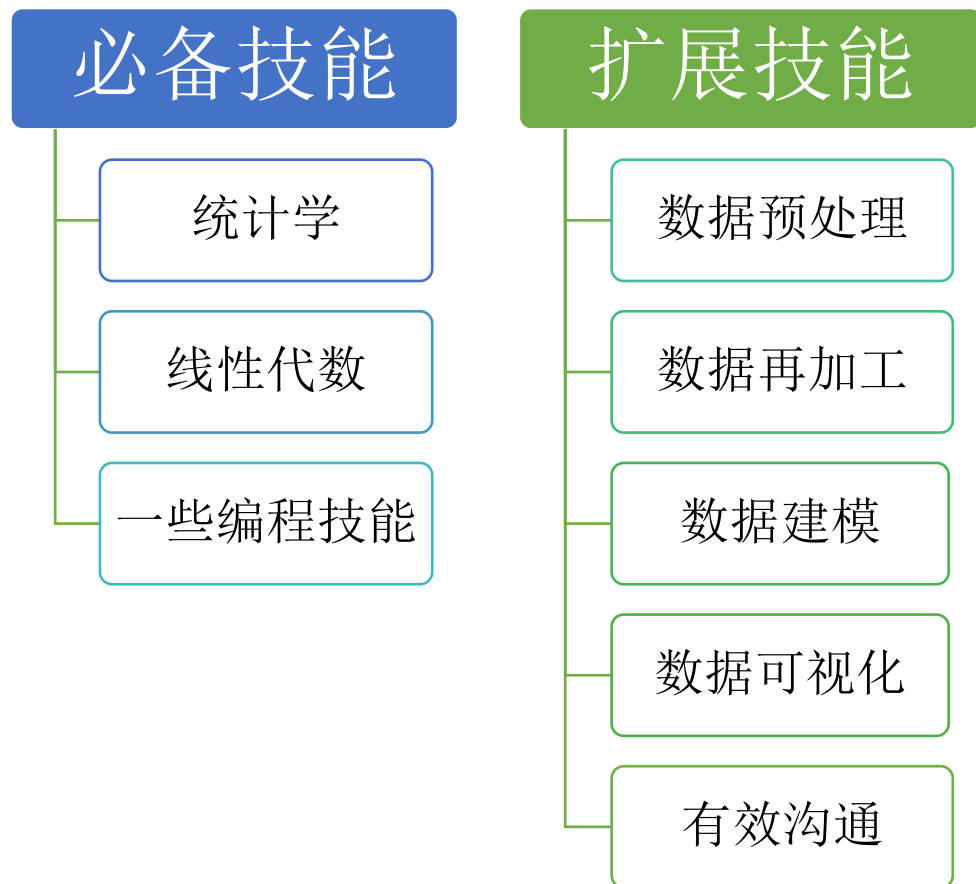 必备技能
统计学
线性代数
一些编程技能
扩展技能
数据预处理
数据再加工
数据建模
数据可视化
有效沟通